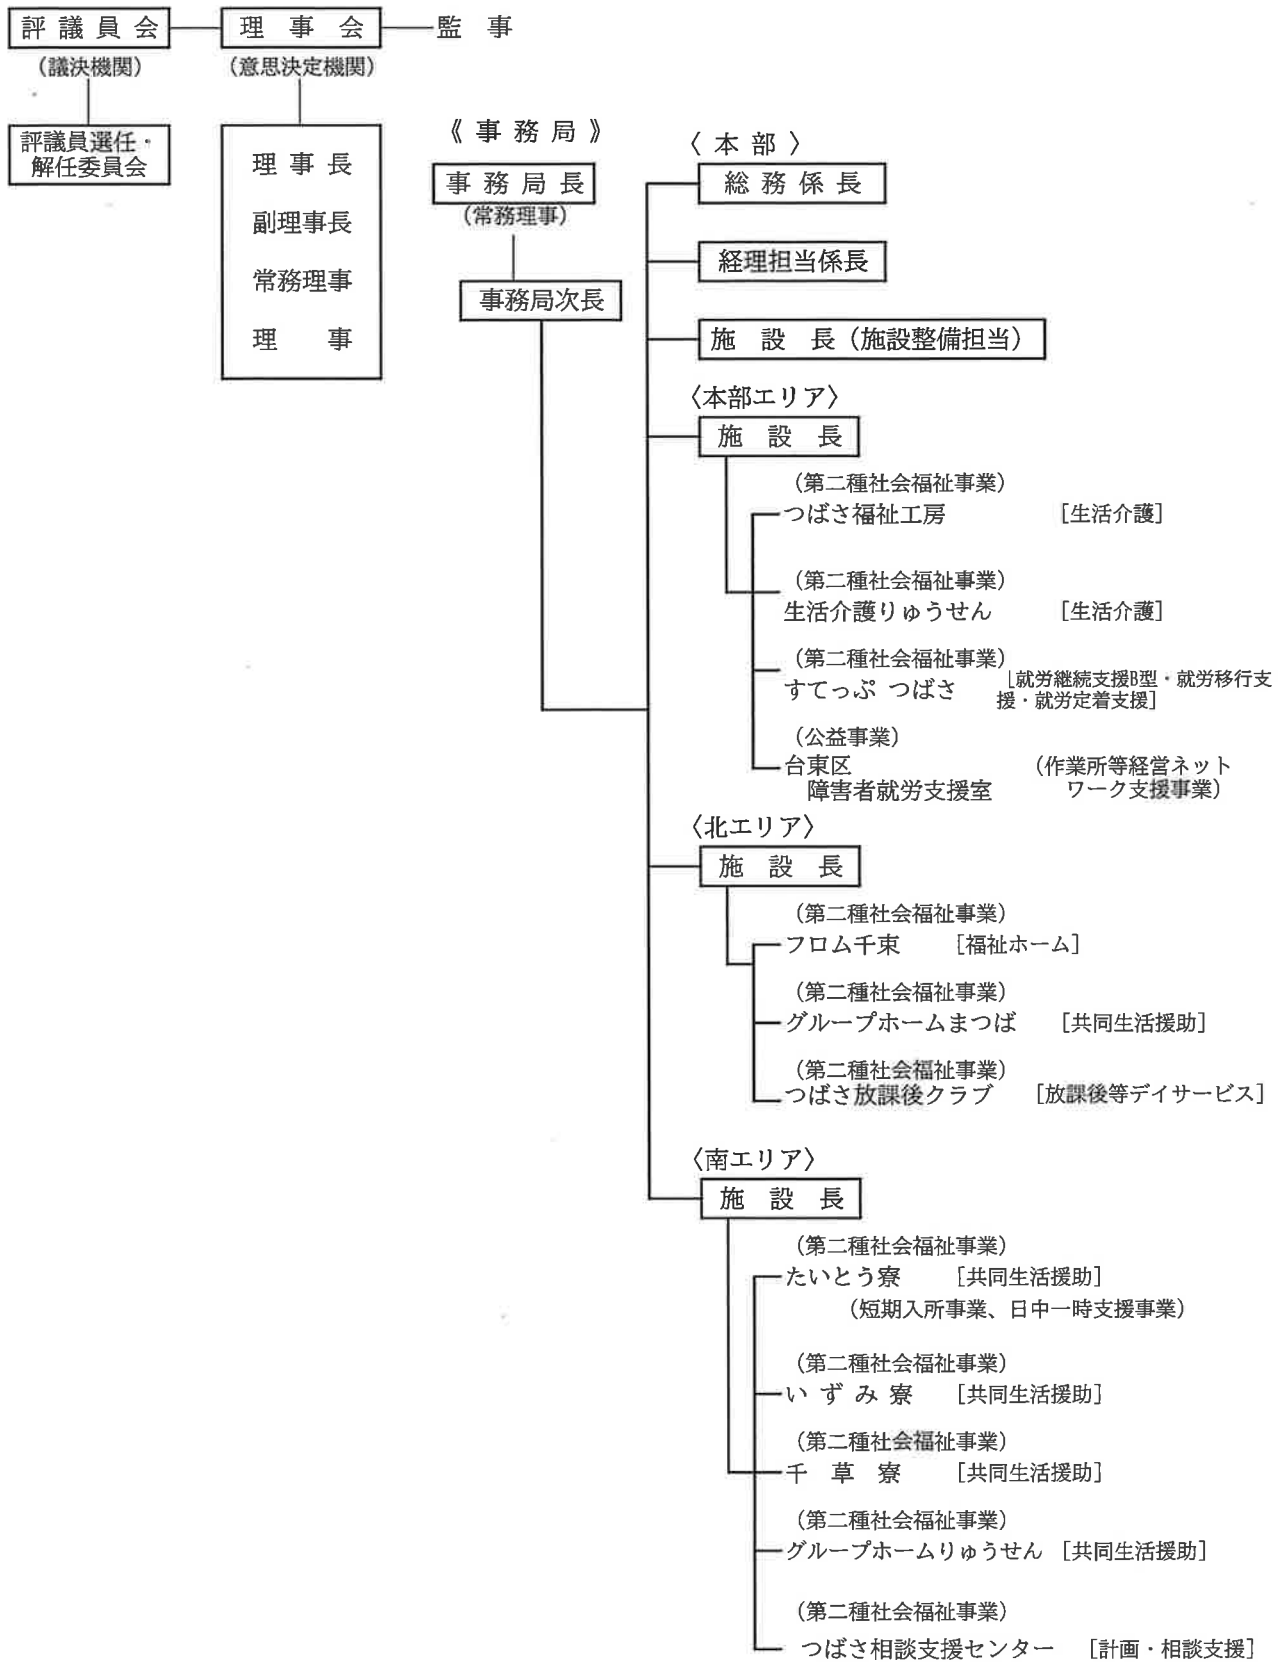 評議員会
理事会
監事
(議決機関)
(意思決定機関)
評議員選任・
解任委員会
理事長
副理事長
常務理事
理事
《事務局》
事務局長
(常務理事)
事務局次長
〈本部〉
総務係長
経理担当係長
施設長(施設整備担当)
〈本部エリア〉
施設長
(第二種社会福祉事業)
つばさ福祉工房 [生活介護]
(第二種社会福祉事業)
生活介護りゅうせん [生活介護]
(第二種社会福祉事業)
すてっぷ つばさ [就労継続支援B型・就労移行支
援・就労定着支援]
(公益事業)
台東区 (作業所等経営ネット
障害者就労支援室 ワーク支援事業)
〈北エリア〉
施設長
(第二種社会福祉事業)
フロム千束 [福祉ホーム]
(第二種社会福祉事業)
グループホームまつば [共同生活援助]
(第二種社会福祉事業)
つばさ放課後クラブ [放課後等デイサービス]
〈南エリア〉
施設長
(第二種社会福祉事業)
たいとう寮 [共同生活援助]
(短期入所事業、日中一時支援事業)
(第二種社会福祉事業)
いずみ寮 [共同生活援助]
(第二種社会福祉事業)
千草寮 [共同生活援助]
(第二種社会福祉事業)
グループホームりゅうせん [共同生活援助]
(第二種社会福祉事業)
つばさ相談支援センター [計画・相談支援]